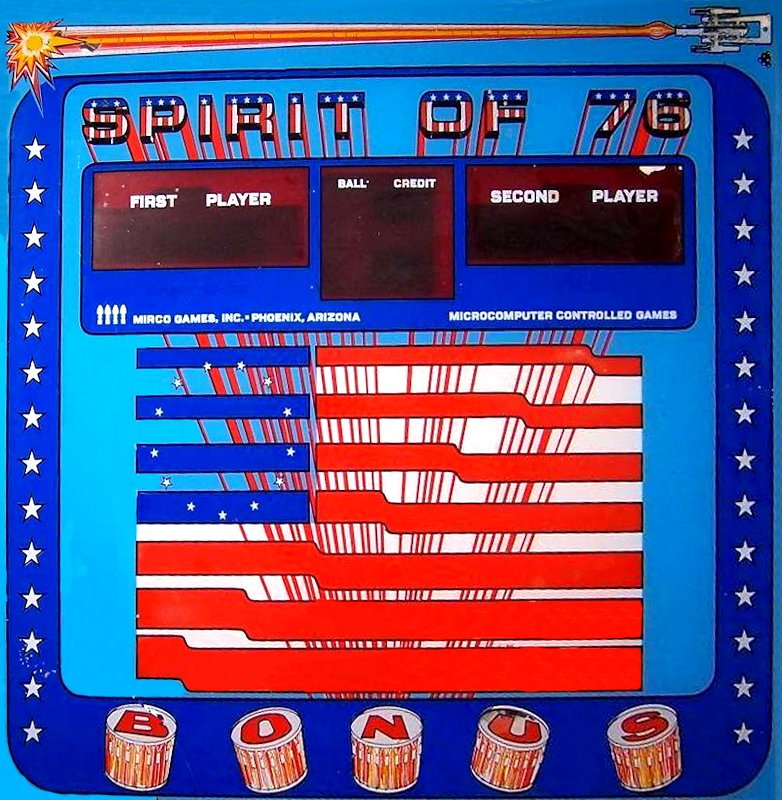 SPIRIT OF 76
FIRST PLAYER
BALL CREDIT
SECOND PLAYER
MIRCO GAMES, INC. • PHOENIX, ARIZONA
MICROCOMPUTER CONTROLLED GAMES
BONUS